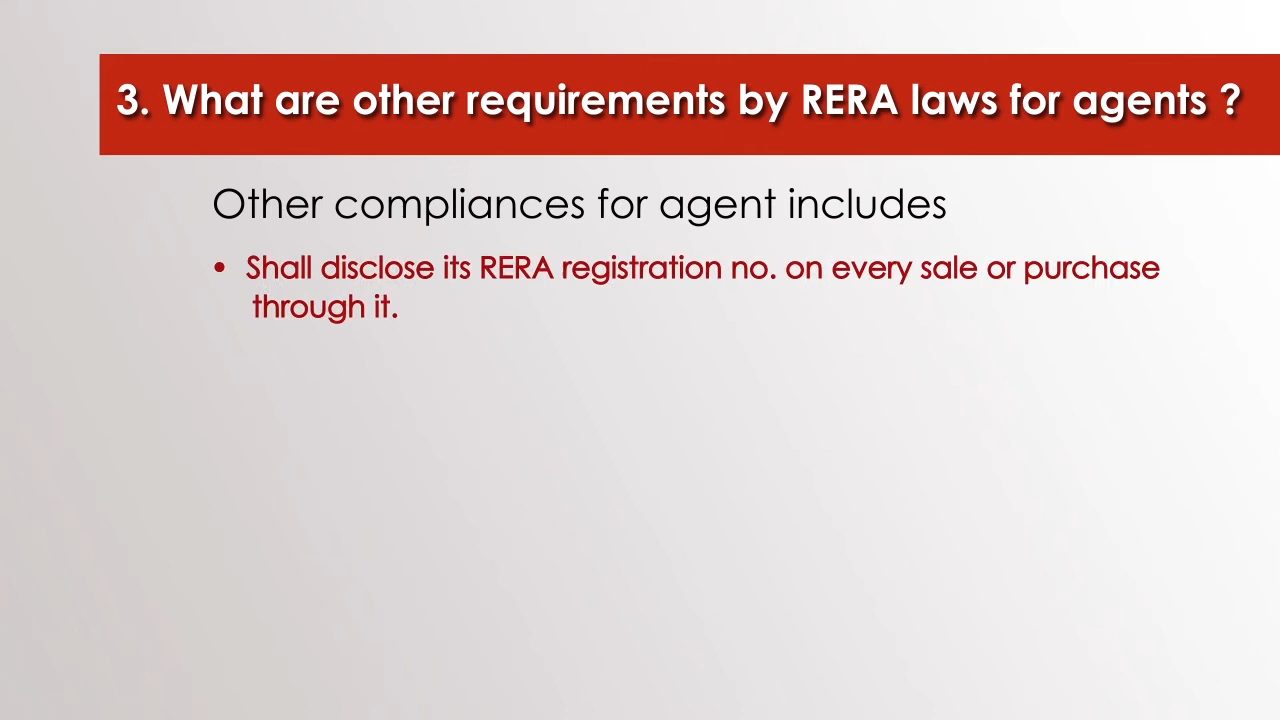 3. What are other requirements by RERA laws for agents ?
Other compliances for agent includes
• Shall disclose its RERA registration no. on every sale or purchase
through it.